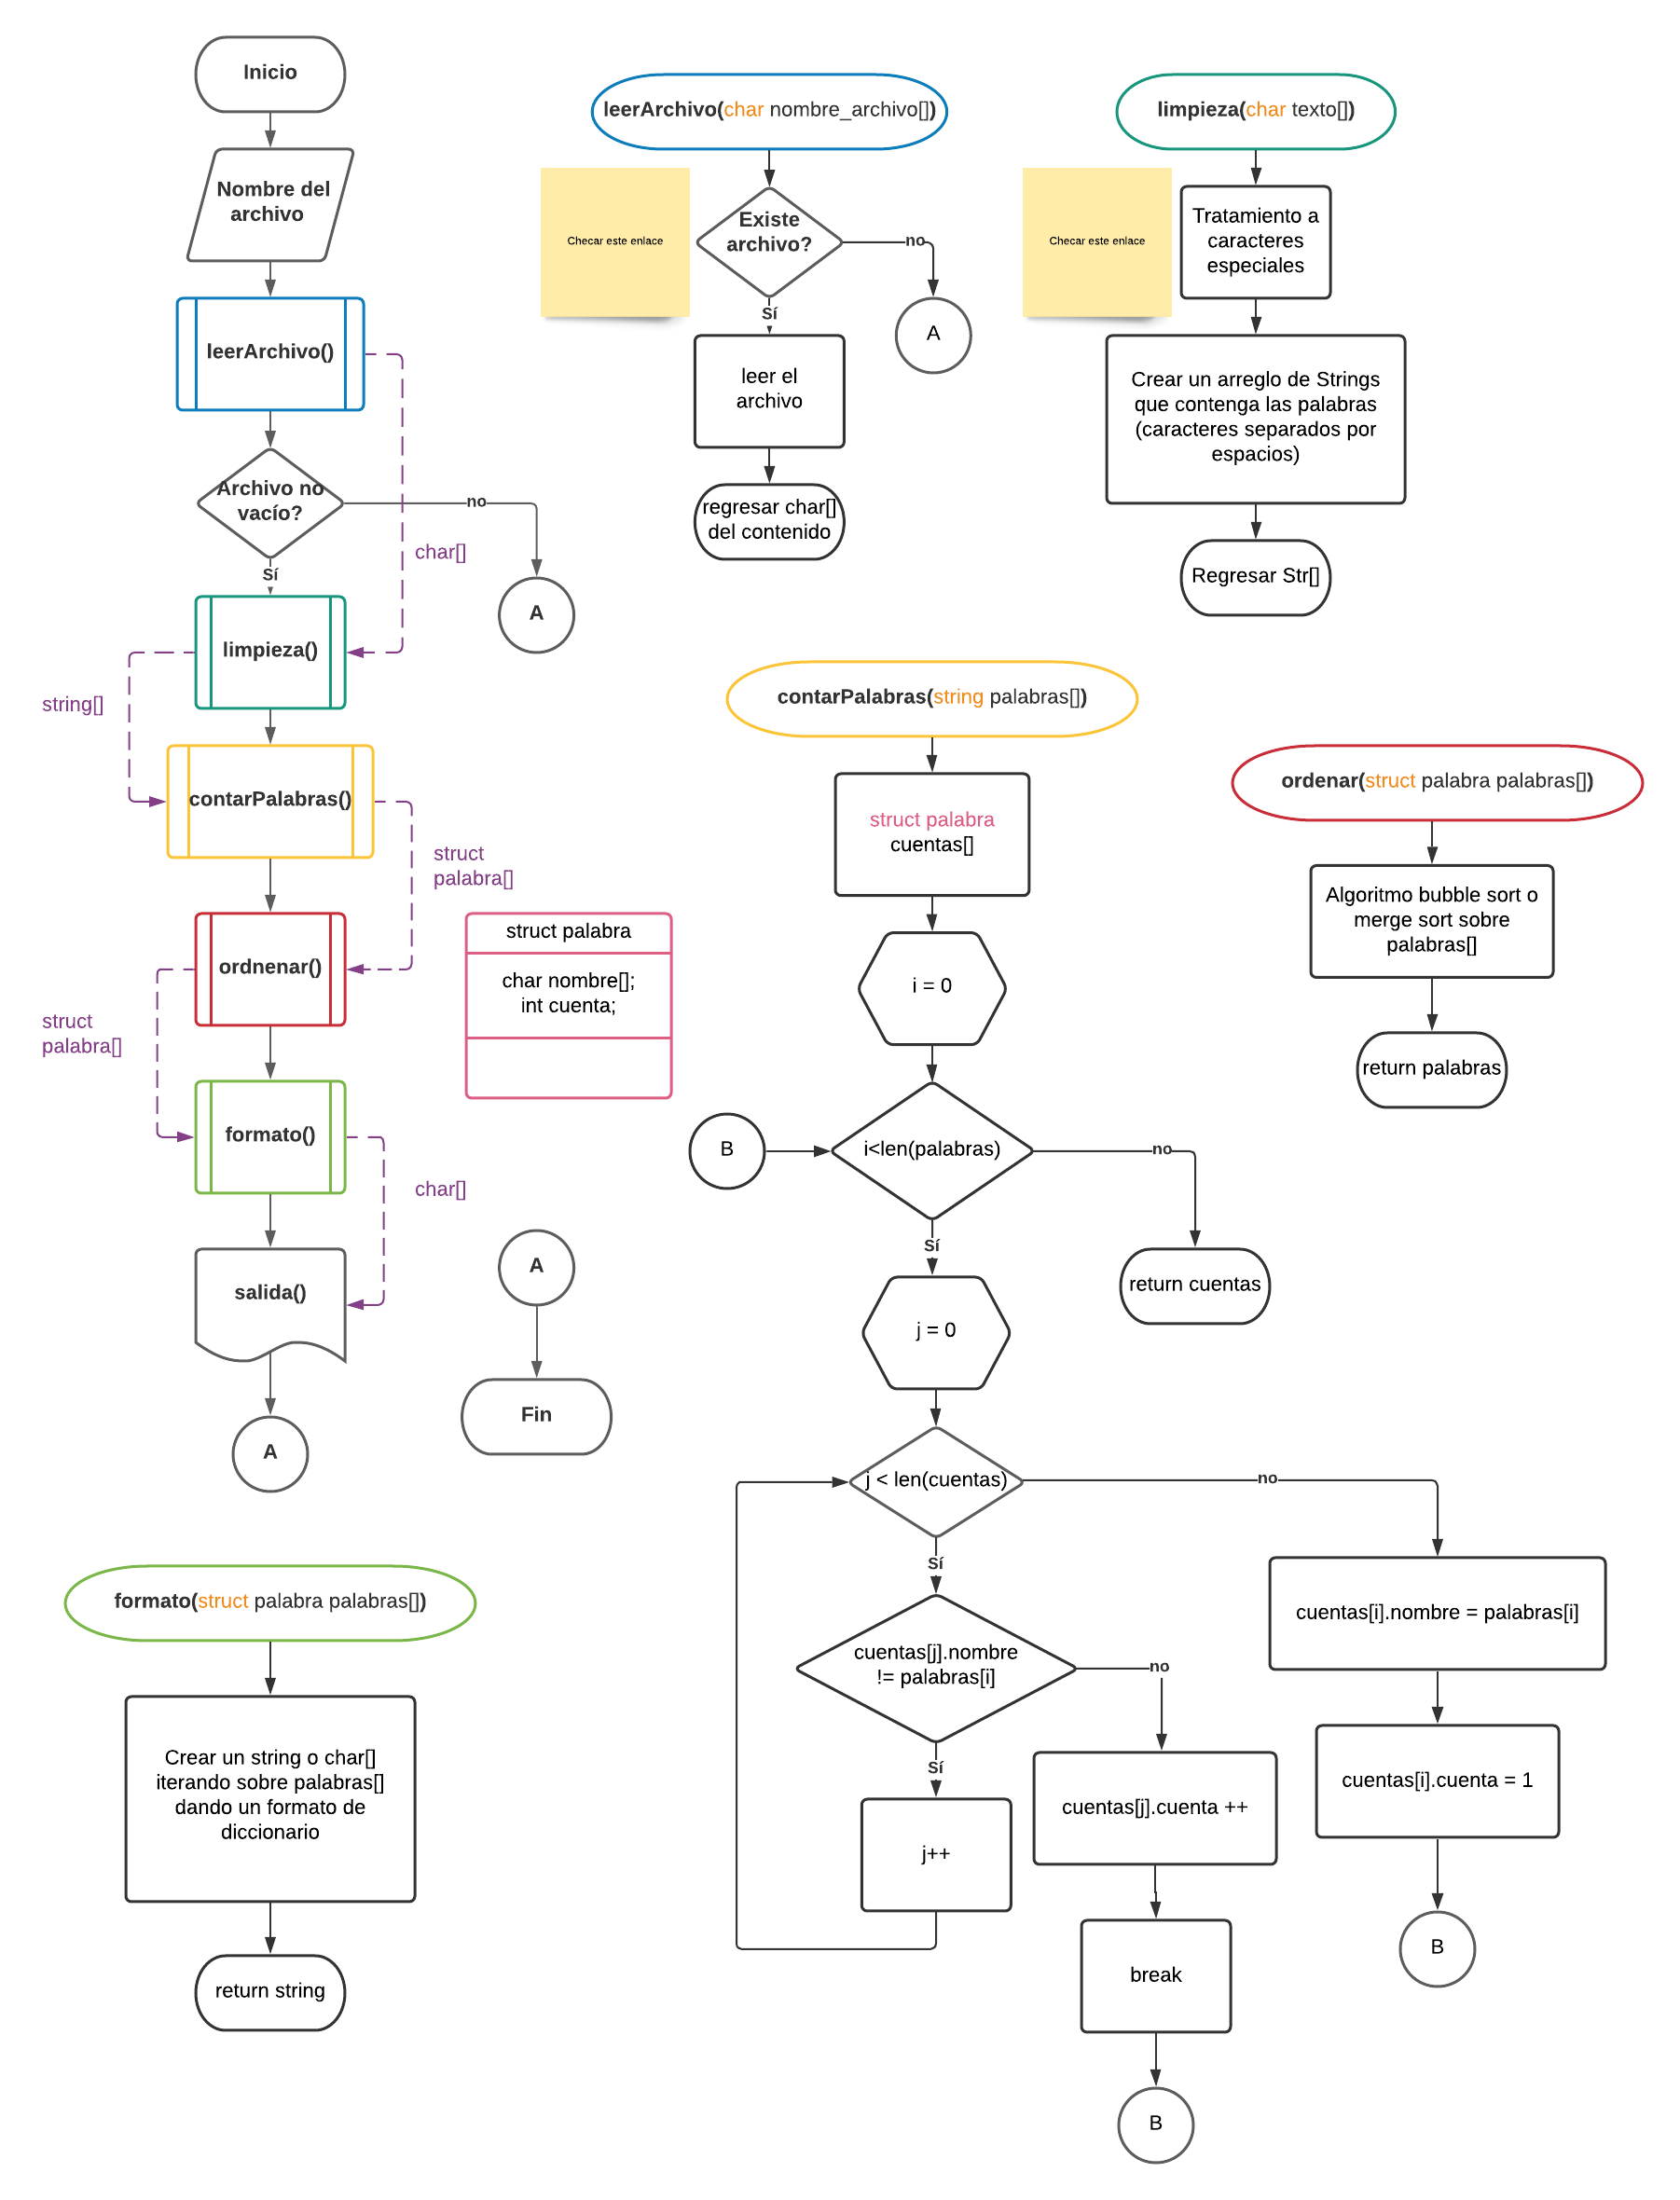 Inicio
Nombre del
archivo
leerArchivo()
char[]
Archivo no
vacío?
no
A
Sí
limpieza()
string[]
contarPalabras()
struct
palabra[]
ordnenar()
struct
palabra[]
formato()
char[]
salida()
A
A
Fin
struct palabra
char nombre[];
int cuenta;
leerArchivo(char nombre_archivo[])
Checar este enlace
Existe
archivo?
no
A
Sí
leer el
archivo
regresar char[]
del contenido
limpieza(char texto[])
Checar este enlace
Tratamiento a
caracteres
especiales
Crear un arreglo de Strings
que contenga las palabras
(caracteres separados por
espacios)
Regresar Str[]
contarPalabras(string palabras[])
struct palabra
cuentas[]
i = 0
B
i<len(palabras)
no
return cuentas
Sí
j = 0
j < len(cuentas)
no
Sí
cuentas[j].nombre
!= palabras[i]
no
Sí
j++
cuentas[j].cuenta ++
break
B
cuentas[i].nombre = palabras[i]
cuentas[i].cuenta = 1
B
ordenar(struct palabra palabras[])
Algoritmo bubble sort o
merge sort sobre
palabras[]
return palabras
formato(struct palabra palabras[])
Crear un string o char[]
iterando sobre palabras[]
dando un formato de
diccionario
return string